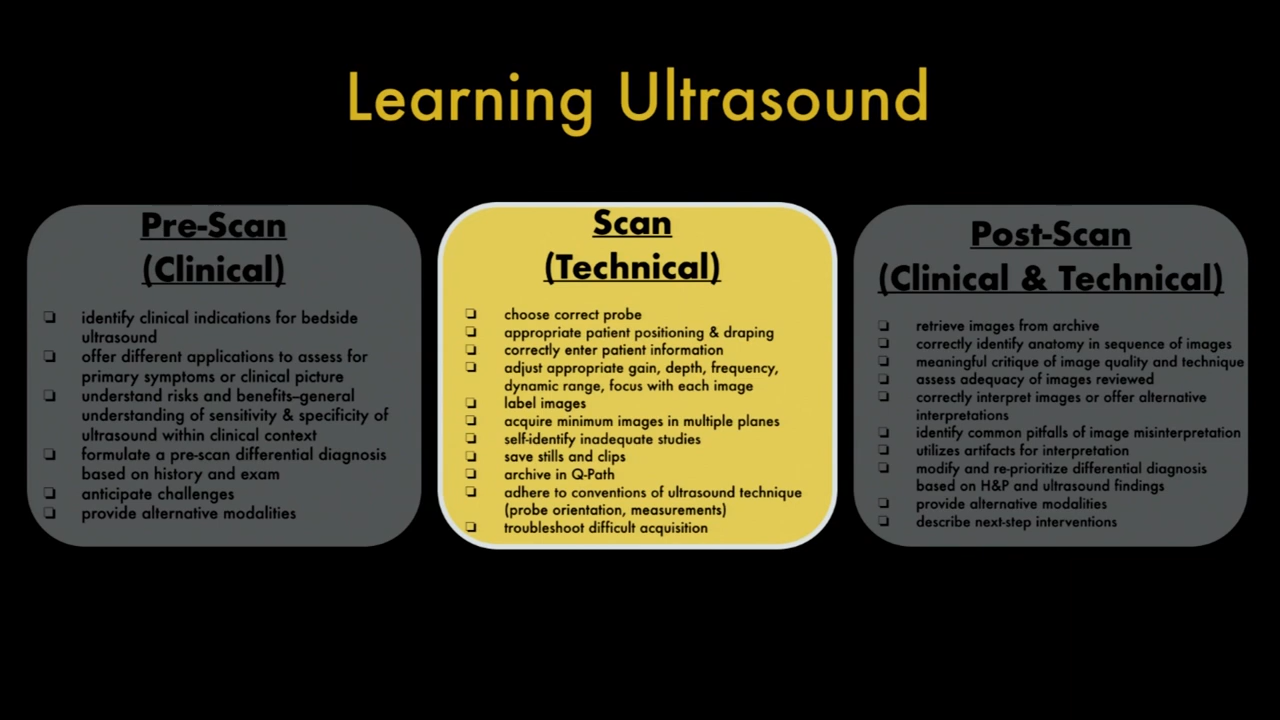 Learning Ultrasound
Pre-Scan
(Clinical)
❑ identify clinical indications for bedside
ultrasound
❑ offer different applications to assess for
primary symptoms or clinical picture
❑ understand risks and benefits–general
understanding of sensitivity & specificity of
ultrasound within clinical context
❑ formulate a pre-scan differential diagnosis
based on history and exam
❑ anticipate challenges
❑ provide alternative modalities
Scan
(Technical)
❑ choose correct probe
❑ appropriate patient positioning & draping
❑ correctly enter patient information
❑ adjust appropriate gain, depth, frequency,
dynamic range, focus with each image
❑ label images
❑ acquire minimum images in multiple planes
❑ self-identify inadequate studies
❑ save stills and clips
❑ archive in Q-Path
❑ adhere to conventions of ultrasound technique
(probe orientation, measurements)
❑ troubleshoot difficult acquisition
Post-Scan
(Clinical & Technical)
❑ retrieve images from archive
❑ correctly identify anatomy in sequence of images
❑ meaningful critique of image quality and technique
❑ assess adequacy of images reviewed
❑ correctly interpret images or offer alternative
interpretations
❑ identify common pitfalls of image misinterpretation
❑ utilizes artifacts for interpretation
❑ modify and re-prioritize differential diagnosis
based on H&P and ultrasound findings
❑ provide alternative modalities
❑ describe next-step interventions